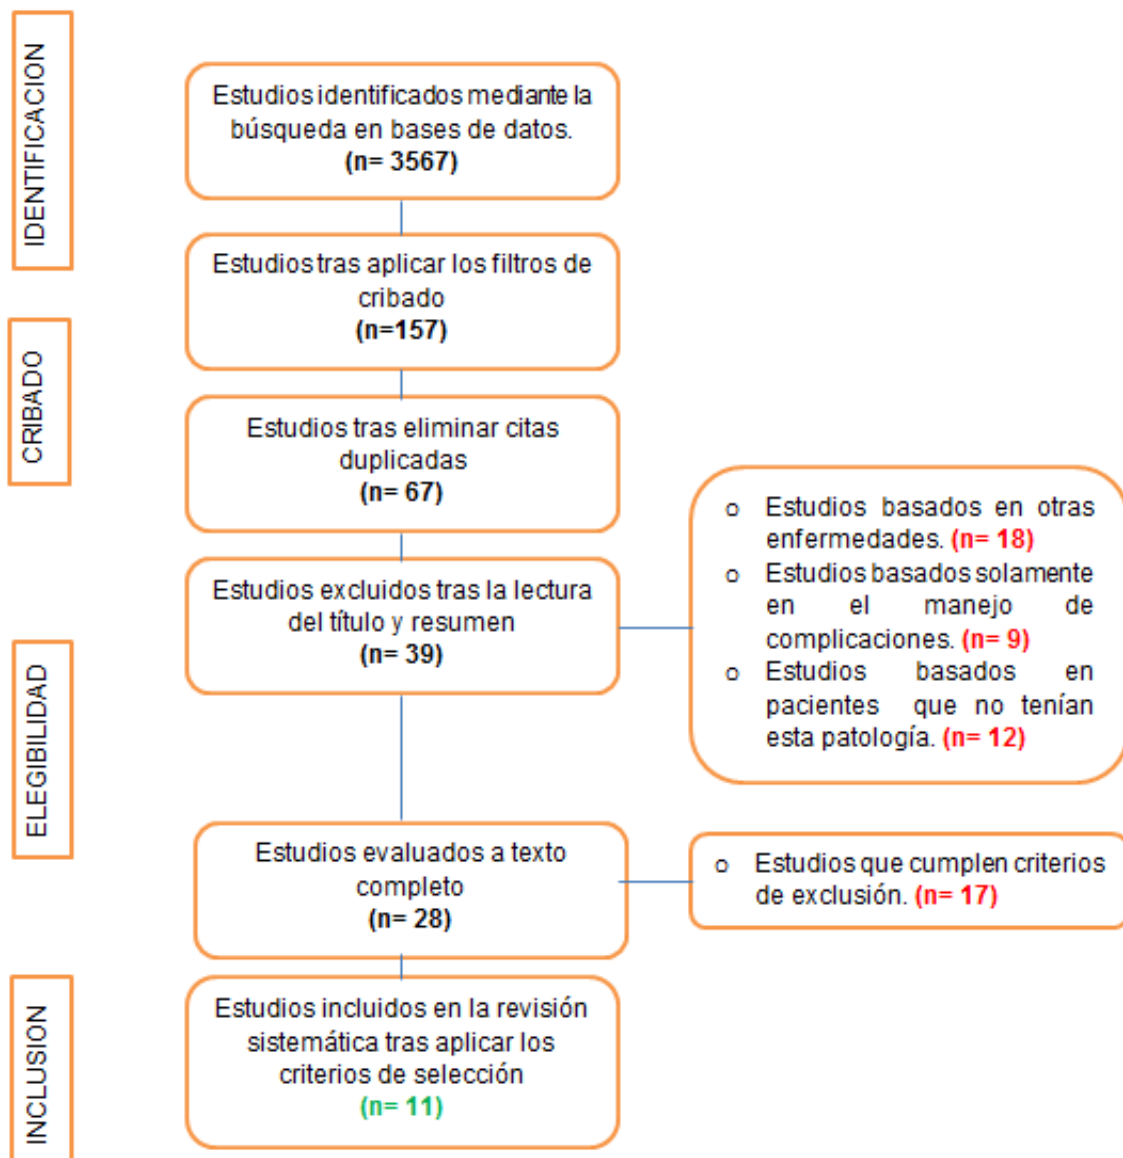 IDENTIFICACION
Estudios identificados mediante la
búsqueda en bases de datos.
(n= 3567)
Estudios tras aplicar los filtros de
cribado
(n=157)
CRIBADO
Estudios tras eliminar citas
duplicadas
(n= 67)
Estudios excluidos tras la lectura
del título y resumen
(n= 39)
o Estudios basados en otras
enfermedades. (n= 18)
o Estudios basados solamente
en el manejo de
complicaciones. (n= 9)
o Estudios basados en
pacientes que no tenían
esta patología. (n= 12)
ELEGIBILIDAD
Estudios evaluados a texto
completo
(n= 28)
o Estudios que cumplen criterios
de exclusión. (n= 17)
INCLUSION
Estudios incluidos en la revisión
sistemática tras aplicar los
criterios de selección
(n= 11)